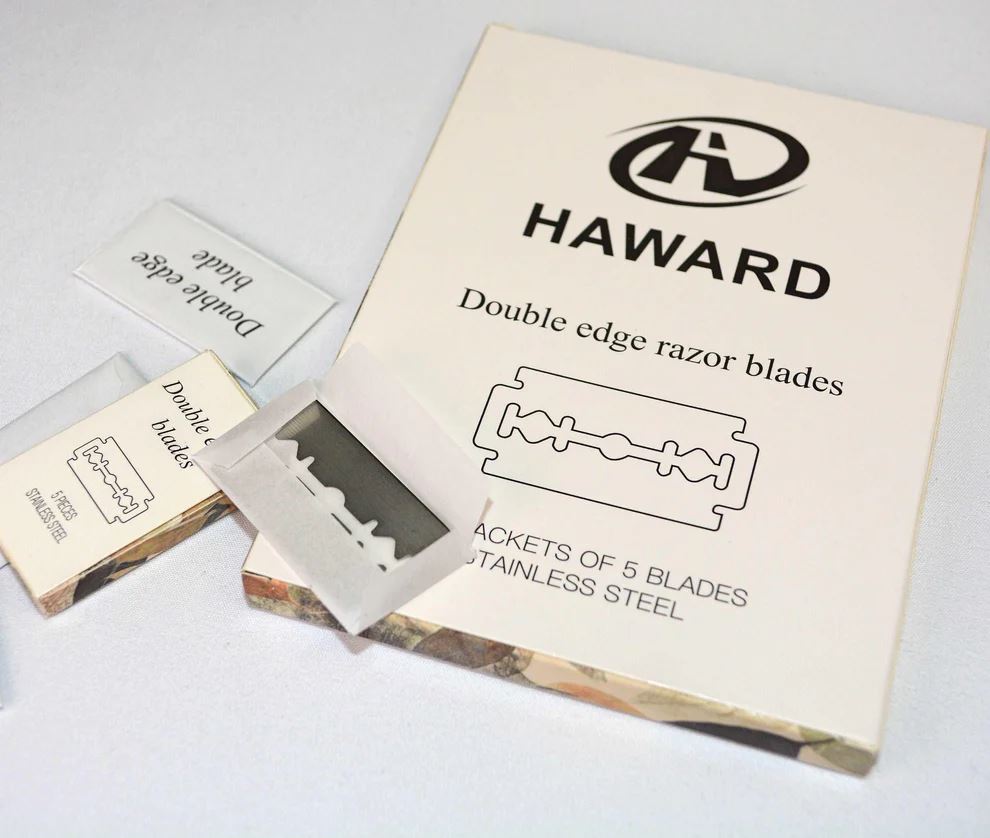 HAWARD
Double edge razor blades
ACKETS OF 5 BLADES
STAINLESS STEEL
Double edge
blade
Double e
blades
5 PIECES
STAINLESS STEEL